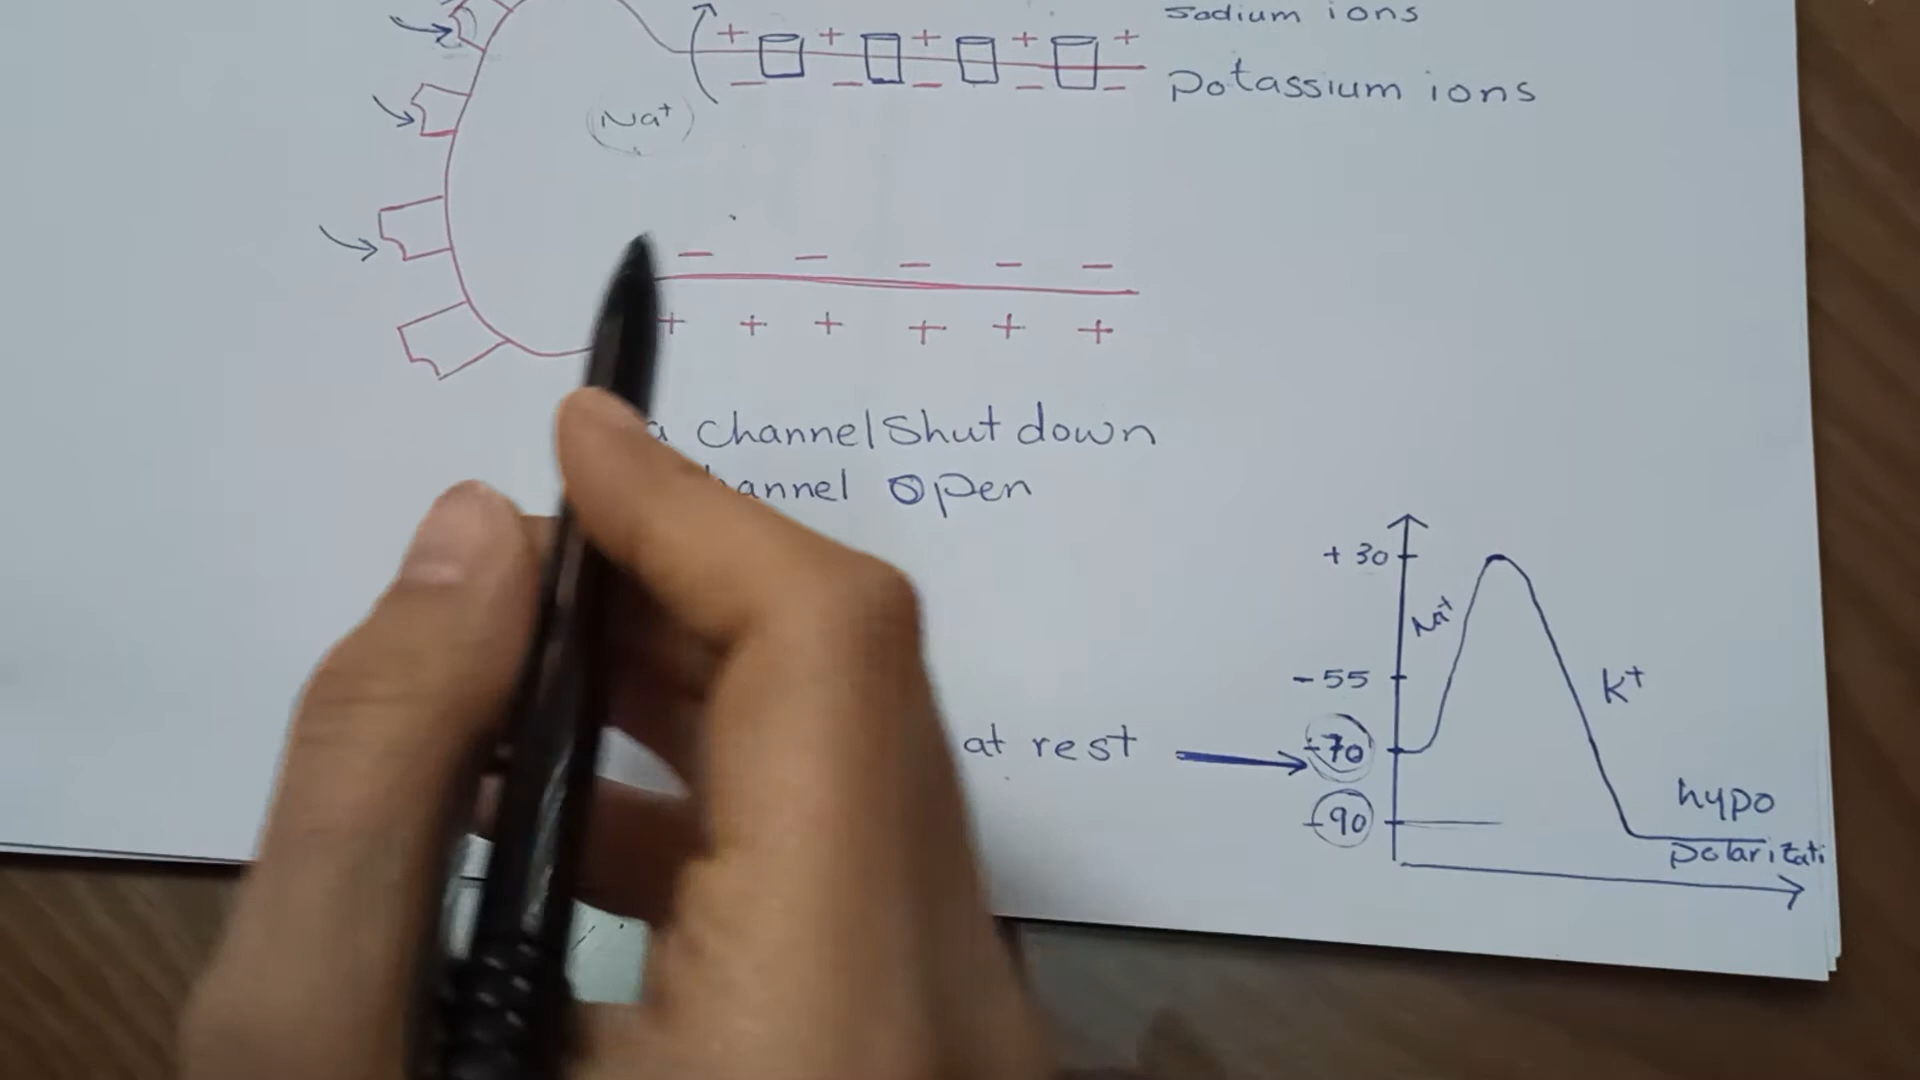 sodium ions
+ + + + +
potassium ions
− − − − −
Na+
− − − − −
+ + + + + +
a channel shut down
hannel open
+30
Na+
-55
K+
at rest
-70
hypo
-90
polarizati